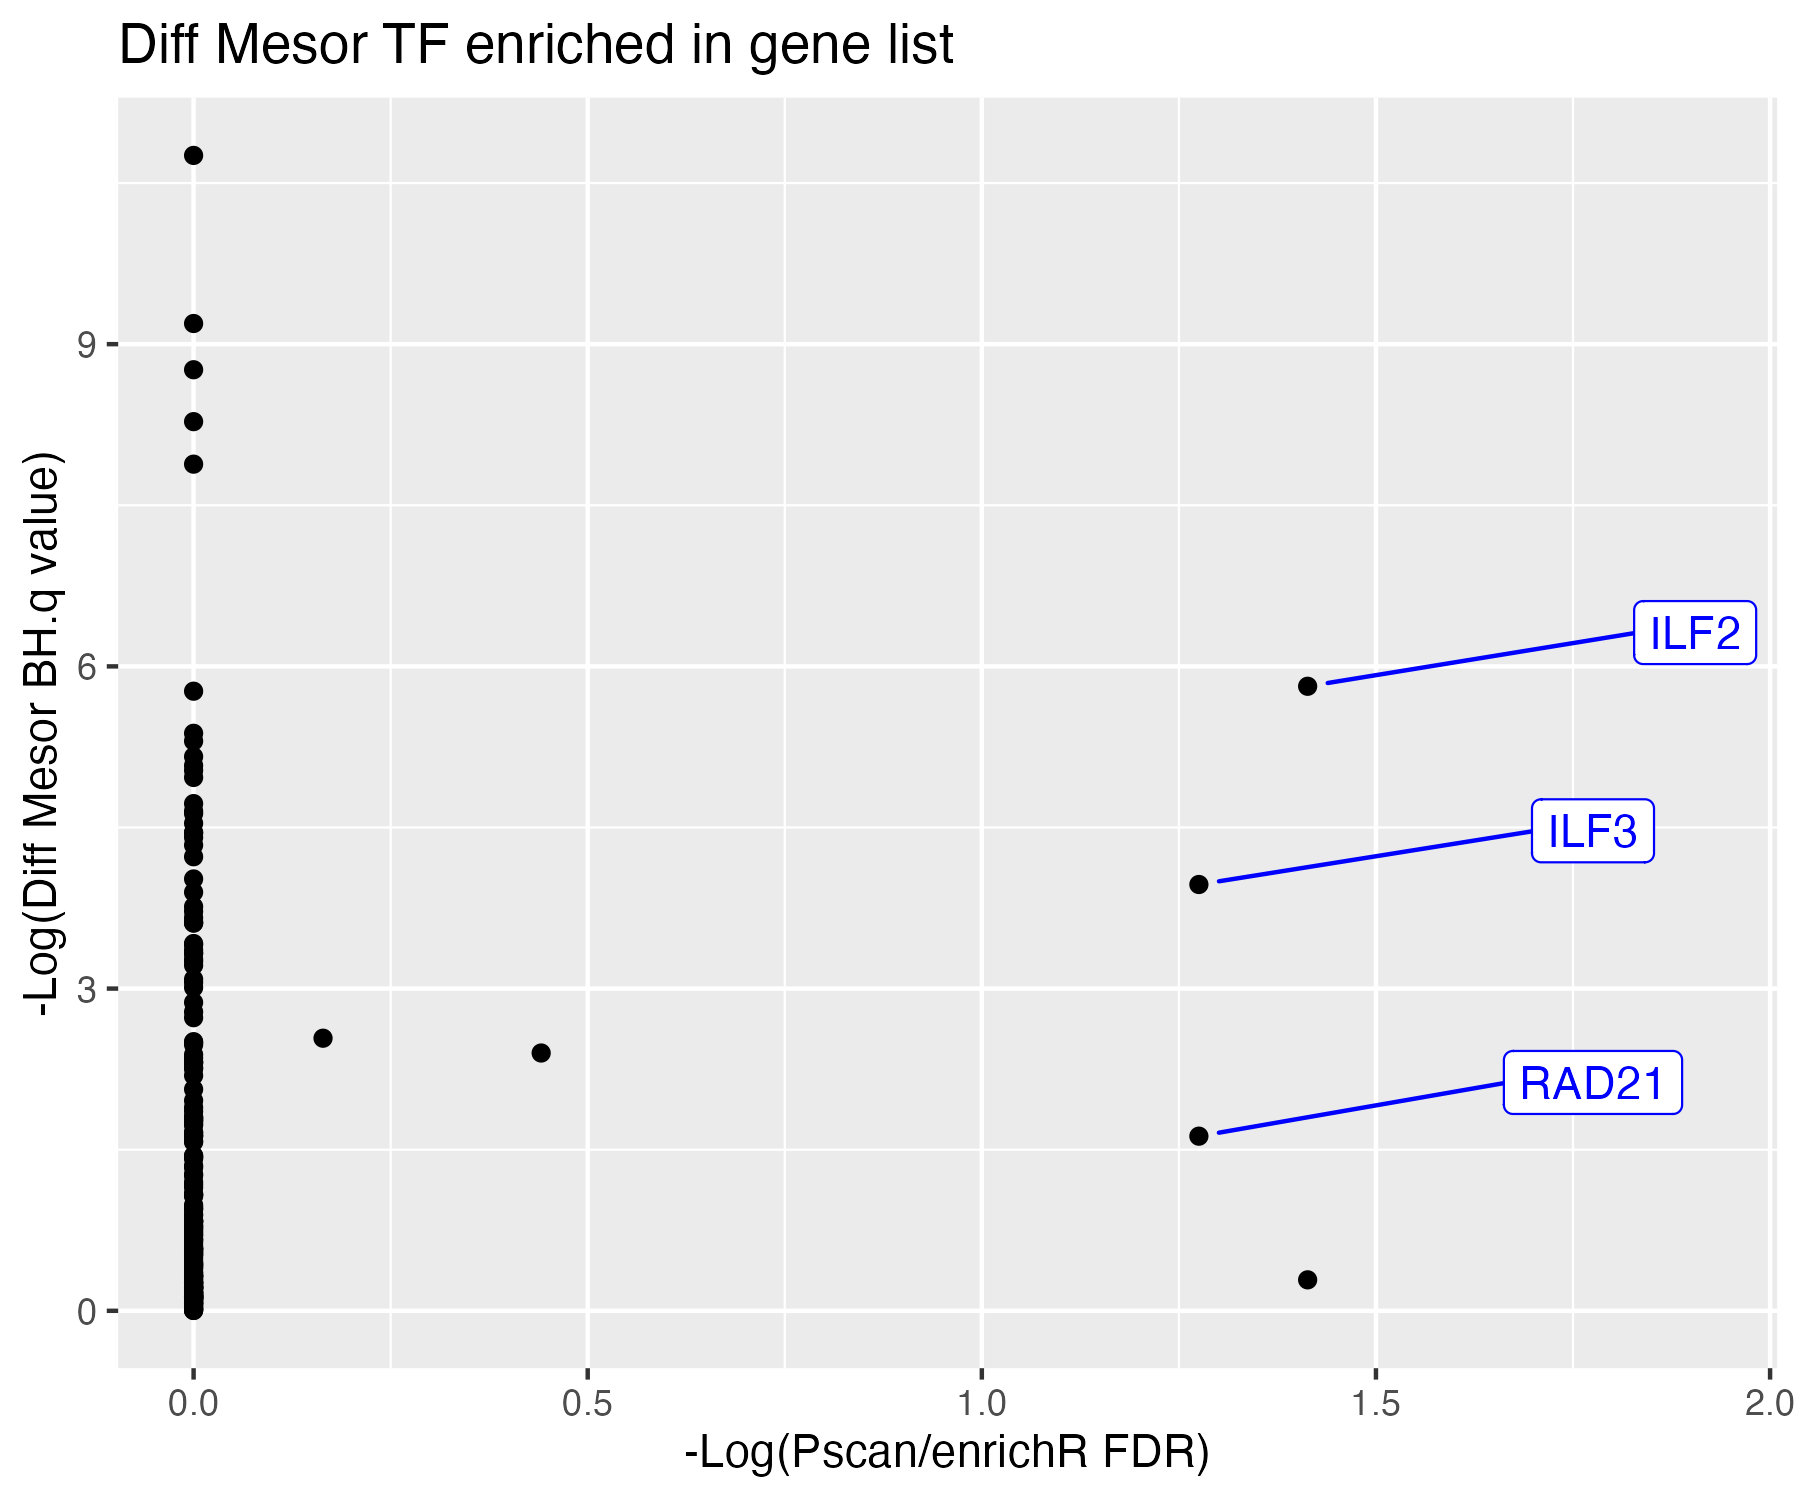 Diff Mesor TF enriched in gene list
-Log(Diff Mesor BH.q value)
9
6
3
0
ILF2
ILF3
RAD21
0.0
0.5
1.0
1.5
2.0
-Log(Pscan/enrichR FDR)